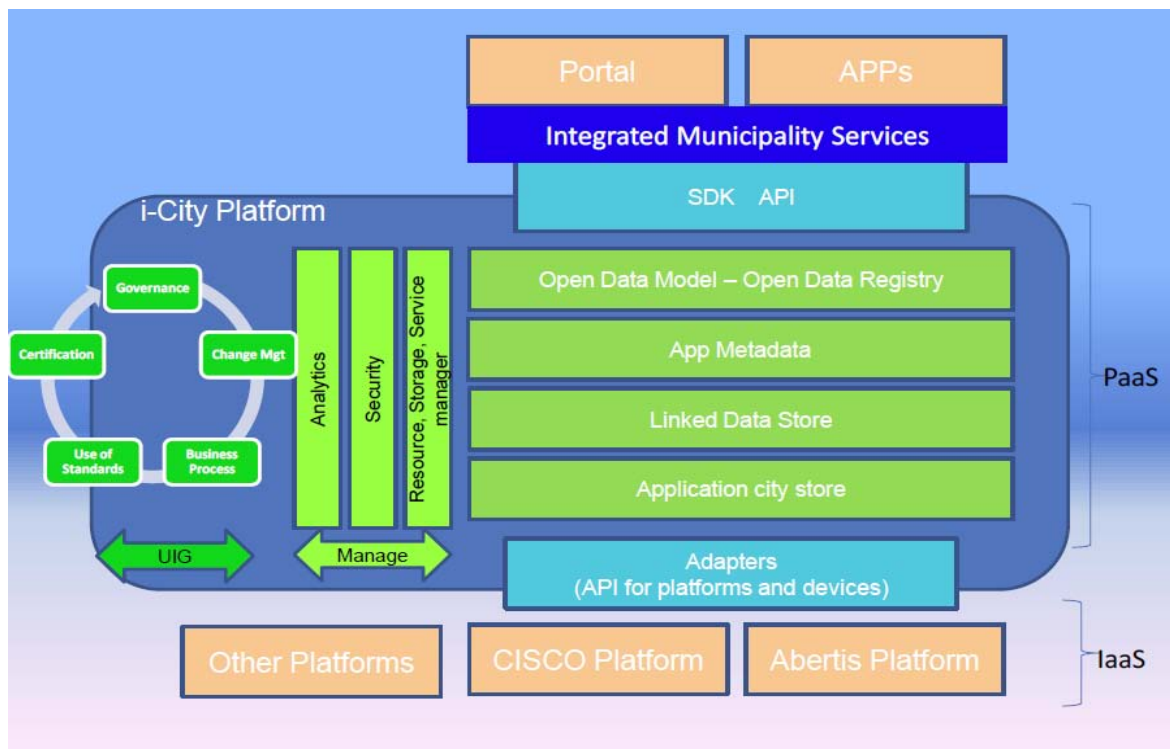 Portal
APPs
Integrated Municipality Services
SDK API
i-City Platform
Governance
Certification
Change Mgt
Use of
Standards
Business
Process
UIG
Analytics
Security
Resource, Storage, Service
manager
Manage
Open Data Model – Open Data Registry
App Metadata
Linked Data Store
Application city store
Adapters
(API for platforms and devices)
PaaS
Other Platforms
CISCO Platform
Abertis Platform
IaaS